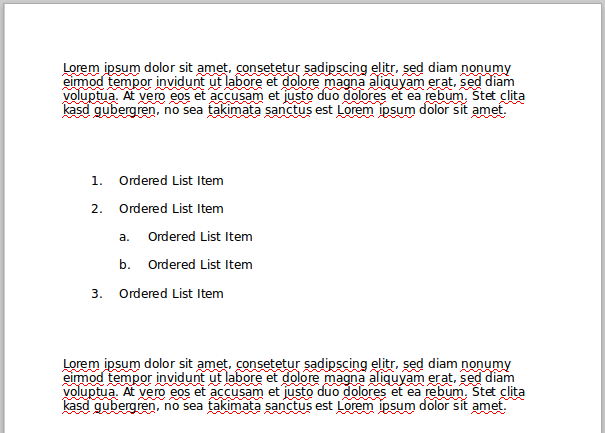 Lorem ipsum dolor sit amet, consetetur sadipscing elitr, sed diam nonumy
eirmod tempor invidunt ut labore et dolore magna aliquyam erat, sed diam
voluptua. At vero eos et accusam et justo duo dolores et ea rebum. Stet clita
kasd gubergren, no sea takimata sanctus est Lorem ipsum dolor sit amet.
1. Ordered List Item
2. Ordered List Item
a. Ordered List Item
b. Ordered List Item
3. Ordered List Item
Lorem ipsum dolor sit amet, consetetur sadipscing elitr, sed diam nonumy
eirmod tempor invidunt ut labore et dolore magna aliquyam erat, sed diam
voluptua. At vero eos et accusam et justo duo dolores et ea rebum. Stet clita
kasd gubergren, no sea takimata sanctus est Lorem ipsum dolor sit amet.